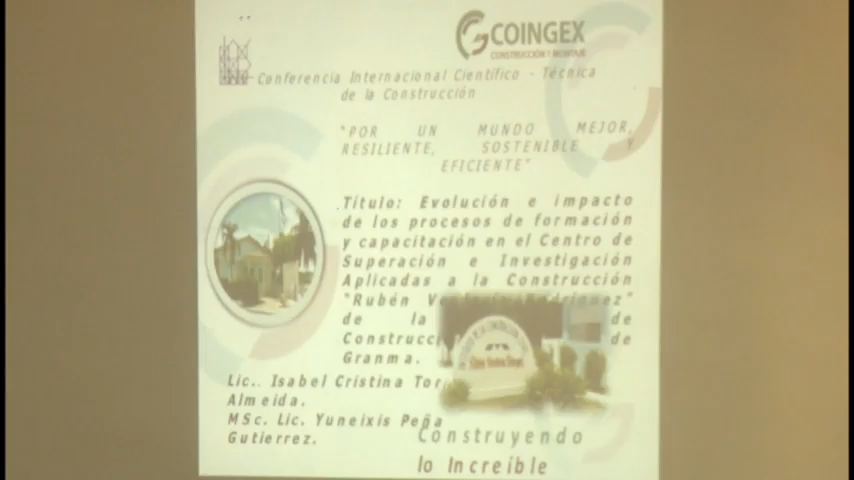 COINGEX
CONSTRUCCIÓN Y MONTAJE
Conferencia Internacional Científico - Técnica
de la Construcción
"POR UN MUNDO MEJOR,
RESILIENTE, SOSTENIBLE Y
EFICIENTE"
Título: Evolución e impacto
de los procesos de formación
y capacitación en el Centro de
Superación e Investigación
Aplicadas a la Construcción
"Rubén
de la de
de
Granma.
Lic.. Isabel Cristina
Almeida.
MSc. Lic. Yuneixis Peña
Gutierrez.
Construyendo
lo Increíble